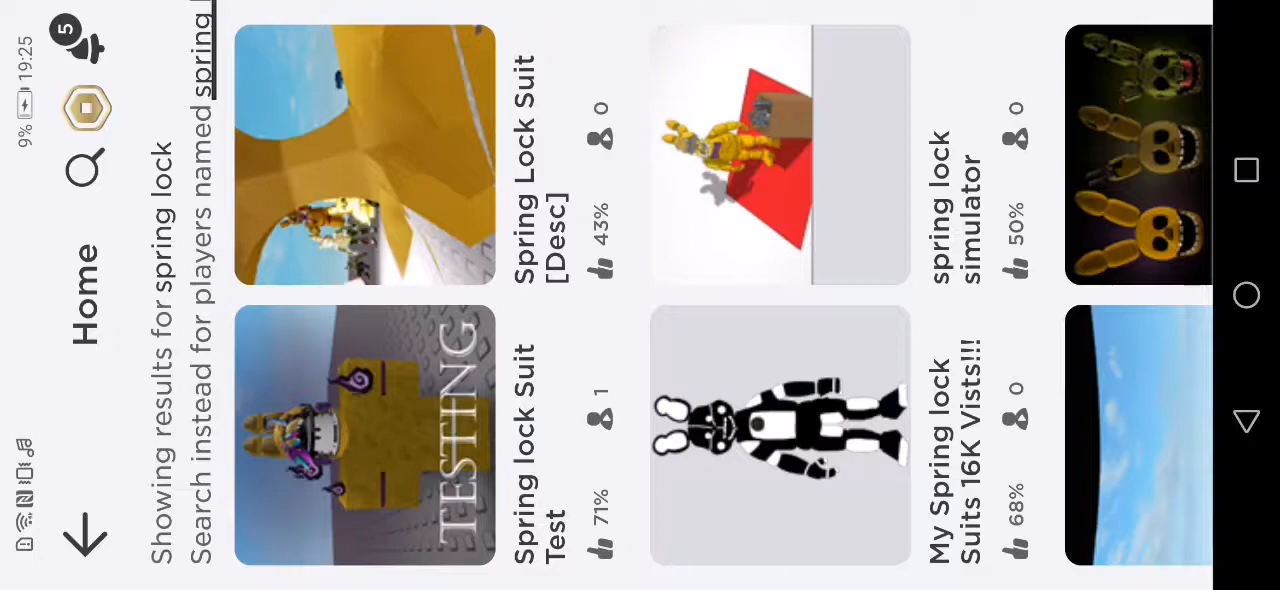 9% 19:25
Home
5
Showing results for spring lock
Search instead for players named spring
TESTING
Spring lock Suit
Test
71% 1
Spring Lock Suit
[Desc]
43% 0
My Spring lock
Suits 16K Vists!!!
68% 0
spring lock
simulator
50% 0